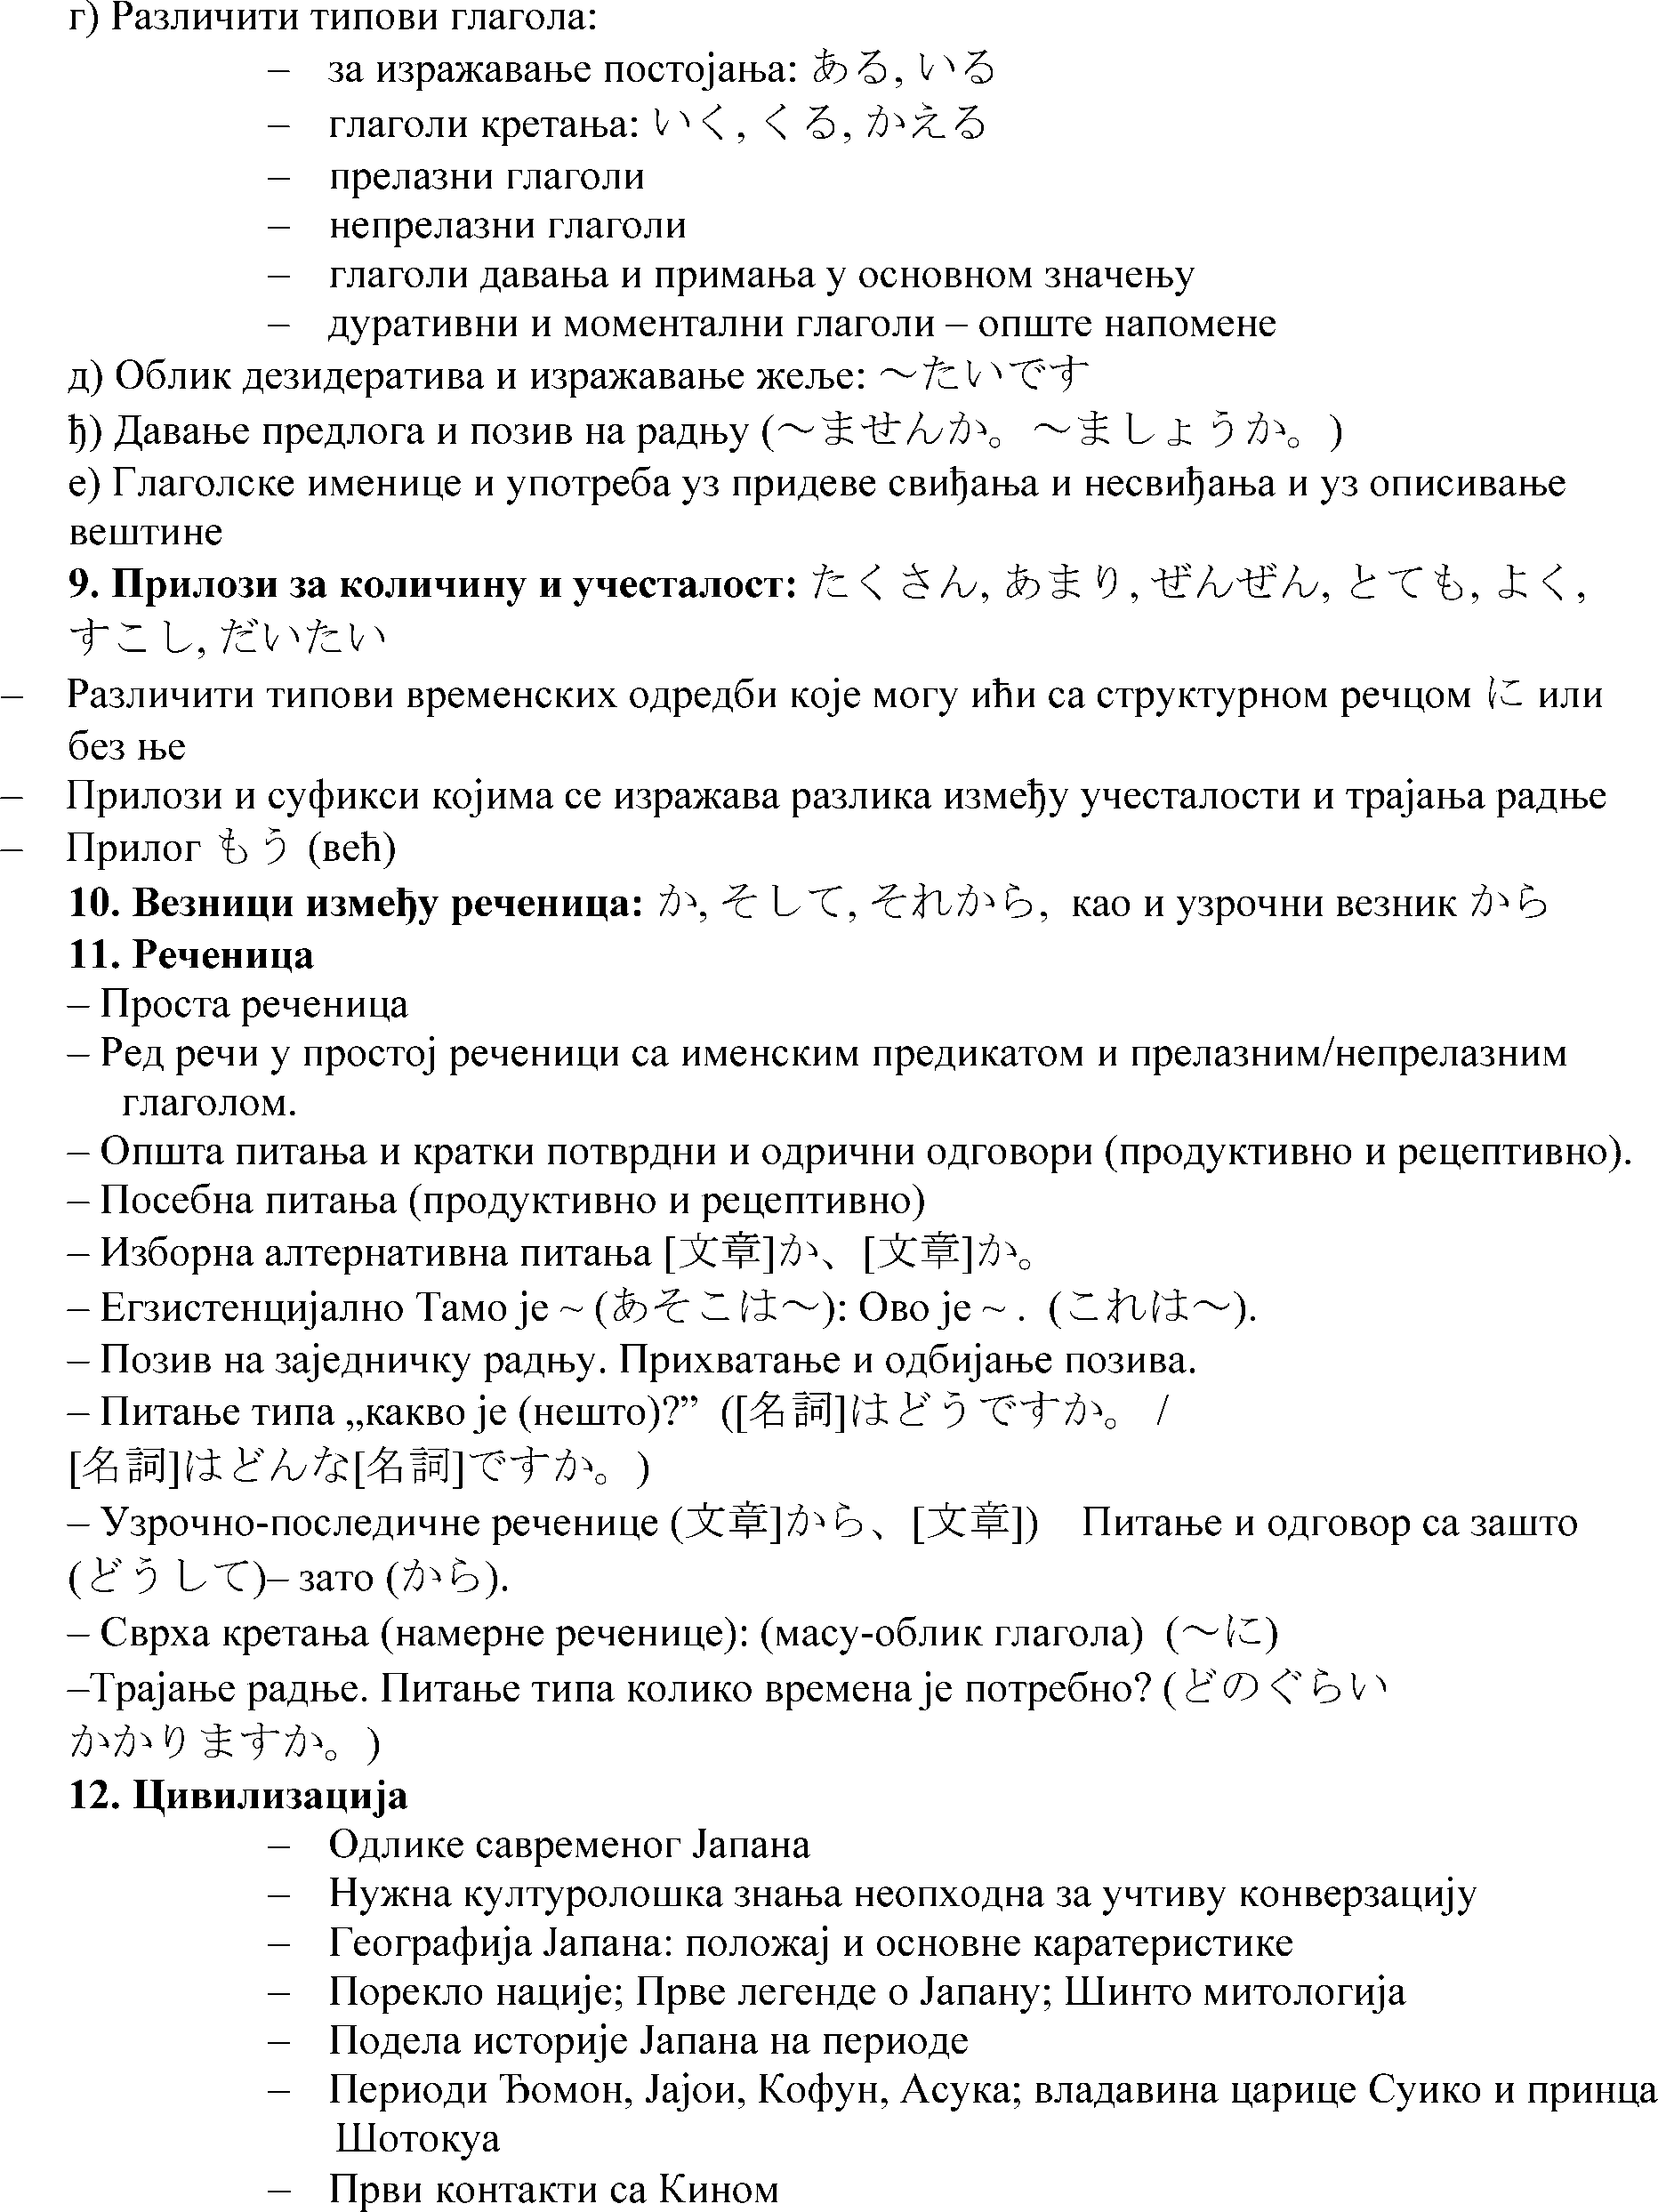 г) Различити типови глагола:
– за изражавање постојања: ある, いる
– глаголи кретања: いく, くる, かえる
– прелазни глаголи
– непрелазни глаголи
– глаголи давања и примања у основном значењу
– дуративни и моментални глаголи – опште напомене
д) Облик дезидератива и изражавање жеље: ～たいです
ђ) Давање предлога и позив на радњу (～ませんか。～ましょうか。)
е) Глаголске именице и употреба уз придеве свиђања и несвиђања и уз описивање
вештине
9. Прилози за количину и учесталост: たくさん, あまり, ぜんぜん, とても, よく,
すこし, だいたい
– Различити типови временских одредби које могу ићи са структурном речцом に или
без ње
– Прилози и суфикси којима се изражава разлика између учесталости и трајања радње
– Прилог もう (већ)
10. Везници између реченица: か, そして, それから, као и узрочни везник から
11. Реченица
– Проста реченица
– Ред речи у простој реченици са именским предикатом и прелазним/непрелазним
глаголом.
– Општа питања и кратки потврдни и одрични одговори (продуктивно и рецептивно).
– Посебна питања (продуктивно и рецептивно)
– Изборна алтернативна питања [文章]か、[文章]か。
– Егзистенцијално Тамо је ~ (あそこは～): Ово је ~ . (これは～).
– Позив на заједничку радњу. Прихватање и одбијање позива.
– Питање типа „какво је (нешто)?” ([名詞]はどうですか。 /
[名詞]はどんな[名詞]ですか。)
– Узрочно-последичне реченице (文章]から、[文章]) Питање и одговор са зашто
(どうして)– зато (から).
– Сврха кретања (намерне реченице): (масу-облик глагола) (～に)
–Трајање радње. Питање типа колико времена је потребно? (どのぐらい
かかりますか。)
12. Цивилизација
– Одлике савременог Јапана
– Нужна културолошка знања неопходна за учтиву конверзацију
– Географија Јапана: положај и основне каратеристике
– Порекло нације; Прве легенде о Јапану; Шинто митологија
– Подела историје Јапана на периоде
– Периоди Ђомон, Јајои, Кофун, Асука; владавина царице Суико и принца
Шотокуа
– Први контакти са Кином